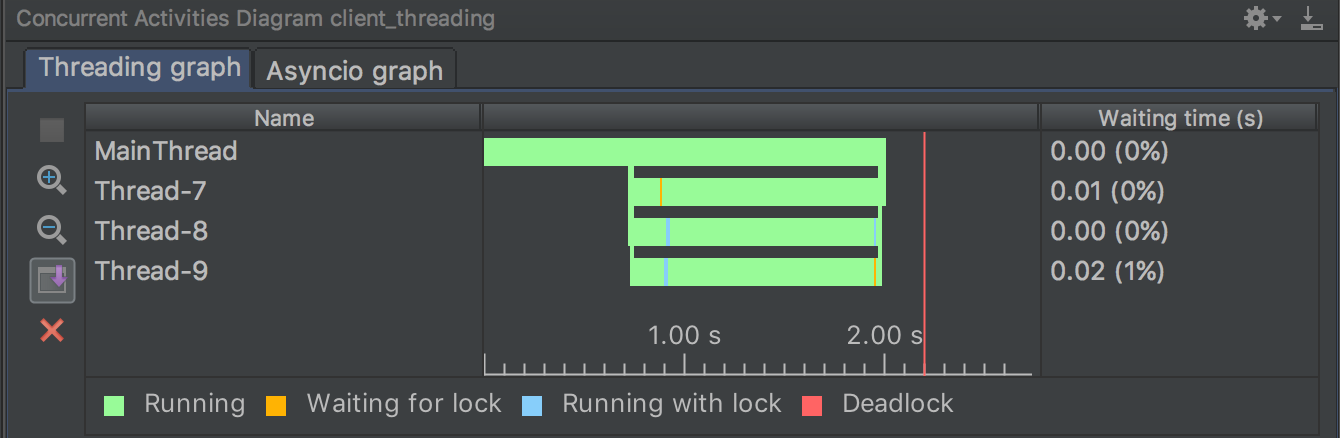 Concurrent Activities Diagram client_threading
Threading graph Asyncio graph
Name Waiting time (s)
MainThread 0.00 (0%)
Thread-7 0.01 (0%)
Thread-8 0.00 (0%)
Thread-9 0.02 (1%)
1.00 s 2.00 s
Running Waiting for lock Running with lock Deadlock